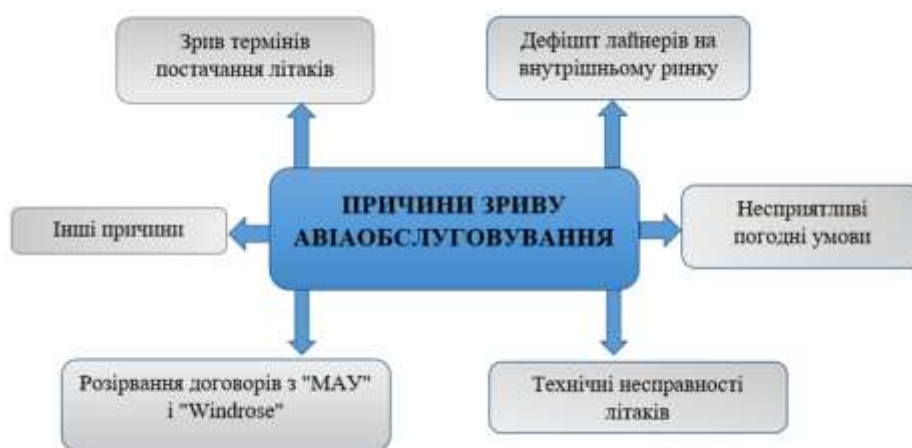 Зрив термінів
постачання літаків
Дефіцит лайнерів на
внутрішньому ринку
ПРИЧИНИ ЗРИВУ
АВІАОБСЛУГОВУВАННЯ
Інші причини
Несприятливі
погодні умови
Розірвання договорів з "МАУ"
і "Windrose"
Технічні несправності
літаків